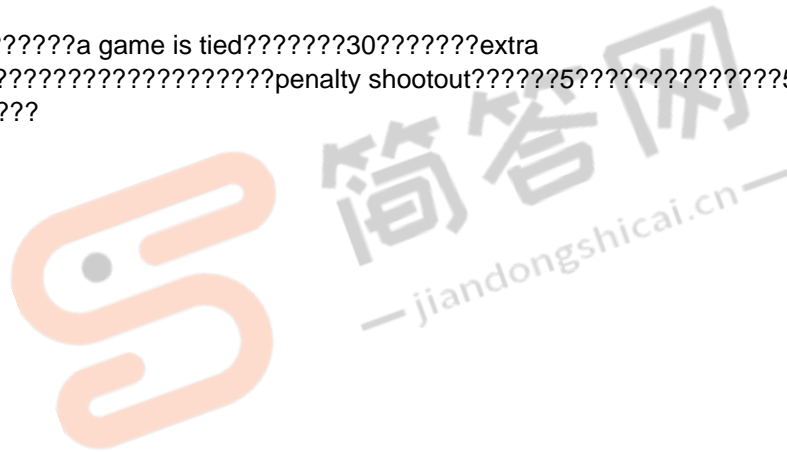 ??????a game is tied???????30???????extra
???????????????????penalty shootout??????5??????????????5
???
简答网
jiandongshicai.cn